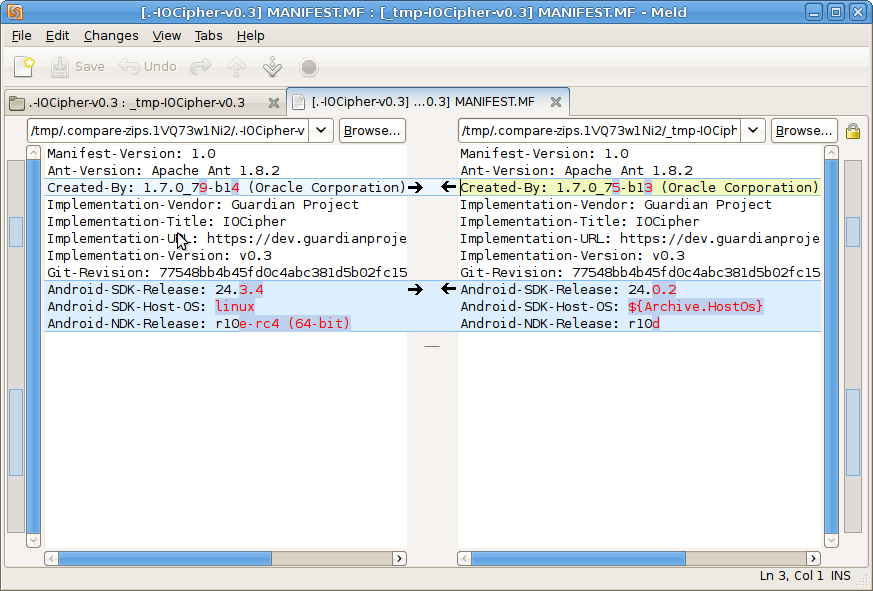 [.-IOCipher-v0.3] MANIFEST.MF : [_tmp-IOCipher-v0.3] MANIFEST.MF - Meld
File Edit Changes View Tabs Help
Save Undo
.-IOCipher-v0.3 : _tmp-IOCipher-v0.3
[.-IOCipher-v0.3] ...0.3] MANIFEST.MF
/tmp/.compare-zips.1VQ73w1Ni2/.-IOCipher-v
Browse...
/tmp/.compare-zips.1VQ73w1Ni2/_tmp-IOCiph
Browse...
Manifest-Version: 1.0
Ant-Version: Apache Ant 1.8.2
Created-By: 1.7.0_79-b14 (Oracle Corporation)
Implementation-Vendor: Guardian Project
Implementation-Title: IOCipher
Implementation-URL: https://dev.guardianproje
Implementation-Version: v0.3
Git-Revision: 77548bb4b45fd0c4abc381d5b02fc15
Android-SDK-Release: 24.3.4
Android-SDK-Host-OS: linux
Android-NDK-Release: r10e-rc4 (64-bit)
Manifest-Version: 1.0
Ant-Version: Apache Ant 1.8.2
Created-By: 1.7.0_75-b13 (Oracle Corporation)
Implementation-Vendor: Guardian Project
Implementation-Title: IOCipher
Implementation-URL: https://dev.guardianproje
Implementation-Version: v0.3
Git-Revision: 77548bb4b45fd0c4abc381d5b02fc15
Android-SDK-Release: 24.0.2
Android-SDK-Host-OS: ${Archive.HostOs}
Android-NDK-Release: r10d
Ln 3, Col 1 INS